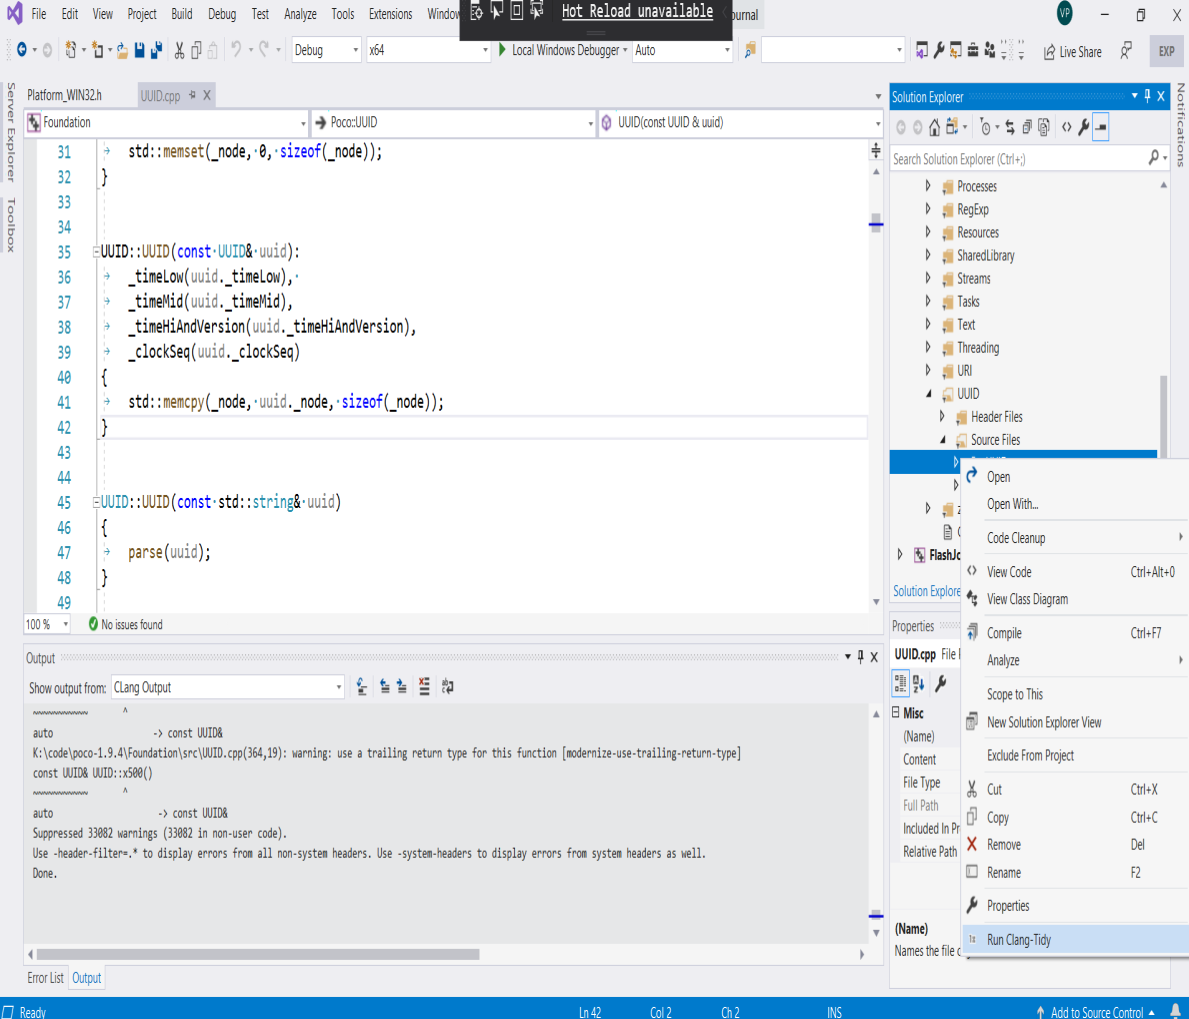 File Edit View Project Build Debug Test Analyze Tools Extensions Window Hot Reload unavailable ournal VP
Debug x64 Local Windows Debugger Auto Live Share EXP
Server Explorer
Toolbox
Notifications
Platform_WIN32.h UUID.cpp
Foundation Poco::UUID UUID(const UUID & uuid)
31 std::memset(_node, 0, sizeof(_node));
32 }
33
34
35 UUID::UUID(const UUID& uuid):
36 _timeLow(uuid._timeLow),
37 _timeMid(uuid._timeMid),
38 _timeHiAndVersion(uuid._timeHiAndVersion),
39 _clockSeq(uuid._clockSeq)
40 {
41 std::memcpy(_node, uuid._node, sizeof(_node));
42 }
43
44
45 UUID::UUID(const std::string& uuid)
46 {
47 parse(uuid);
48 }
49
100 % No issues found
Output
Show output from: CLang Output
~~~~~~~~~~~ ^
auto -> const UUID&
K:\code\poco-1.9.4\Foundation\src\UUID.cpp(364,19): warning: use a trailing return type for this function [modernize-use-trailing-return-type]
const UUID& UUID::x500()
~~~~~~~~~~~ ^
auto -> const UUID&
Suppressed 33082 warnings (33082 in non-user code).
Use -header-filter=.* to display errors from all non-system headers. Use -system-headers to display errors from system headers as well.
Done.
Error List Output
Solution Explorer
Search Solution Explorer (Ctrl+;)
Processes
RegExp
Resources
SharedLibrary
Streams
Tasks
Text
Threading
URI
UUID
Header Files
Source Files
z
FlashJo
Solution Explore
Properties
UUID.cpp File
Misc
(Name)
Content
File Type
Full Path
Included In Pr
Relative Path
(Name)
Names the file
Open
Open With...
Code Cleanup
View Code Ctrl+Alt+0
View Class Diagram
Compile Ctrl+F7
Analyze
Scope to This
New Solution Explorer View
Exclude From Project
Cut Ctrl+X
Copy Ctrl+C
Remove Del
Rename F2
Properties
Run Clang-Tidy
Ready Ln 42 Col 2 Ch 2 INS Add to Source Control